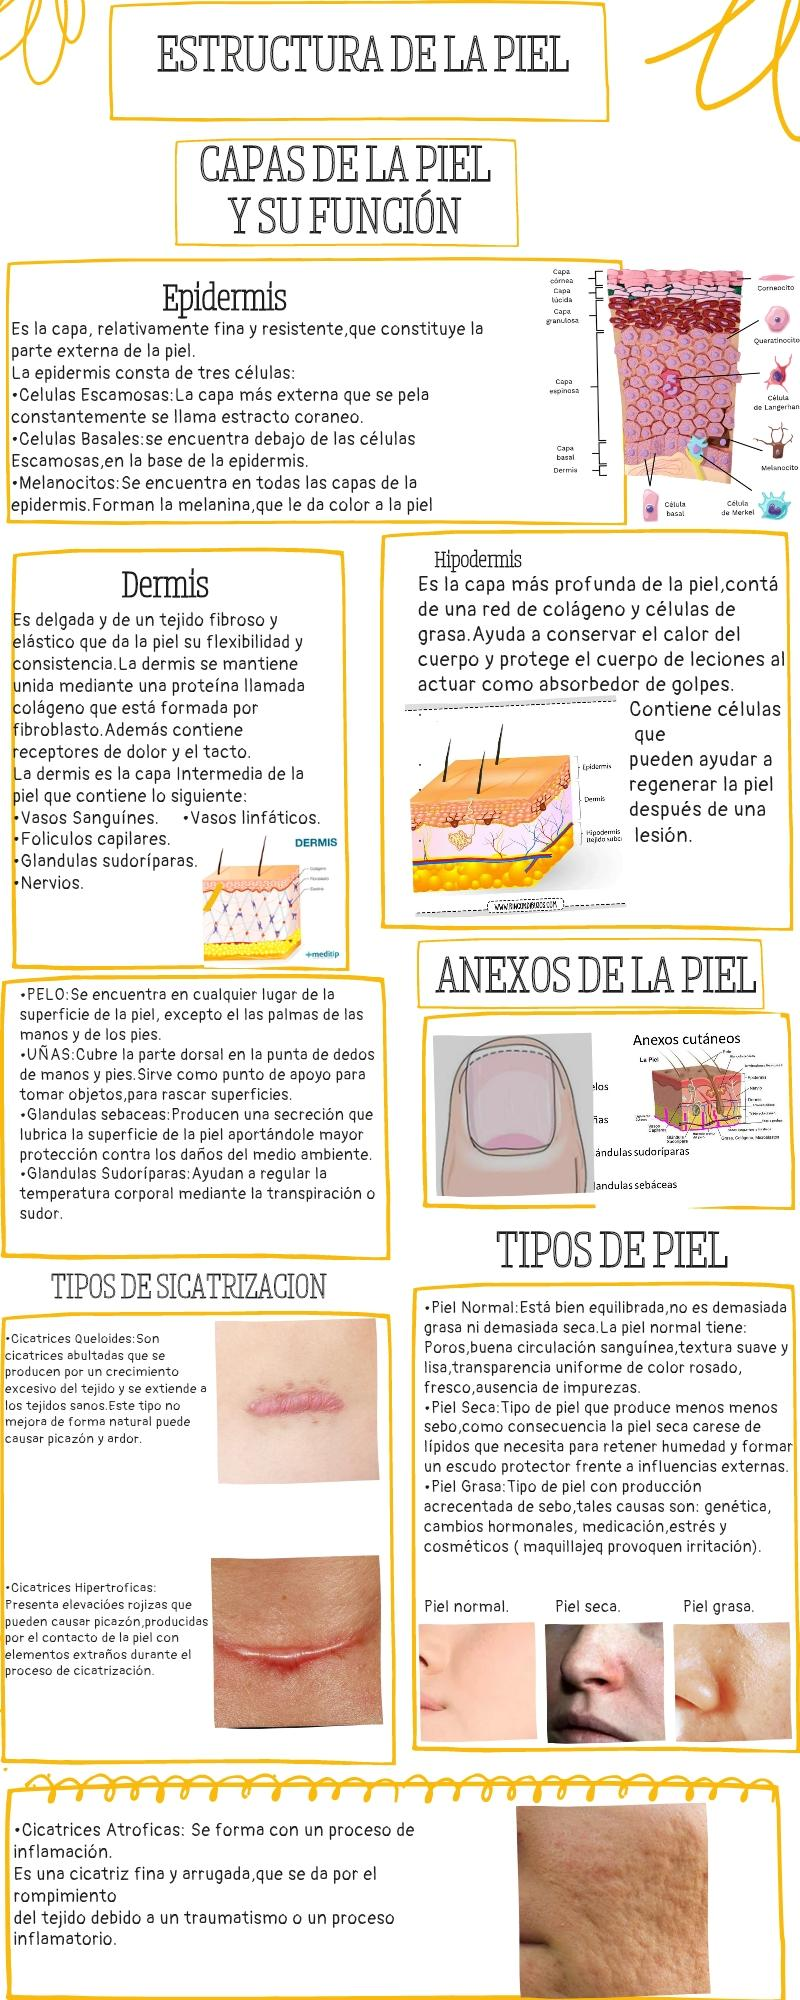 ESTRUCTURA DE LA PIEL
CAPAS DE LA PIEL
Y SU FUNCIÓN
Epidermis
Es la capa, relativamente fina y resistente,que constituye la
parte externa de la piel.
La epidermis consta de tres células:
•Celulas Escamosas:La capa más externa que se pela
constantemente se llama estracto coraneo.
•Celulas Basales:se encuentra debajo de las células
Escamosas,en la base de la epidermis.
•Melanocitos:Se encuentra en todas las capas de la
epidermis.Forman la melanina,que le da color a la piel
Capa
córnea
Capa
lúcida
Capa
granulosa
Capa
espinosa
Capa
basal
Dermis
Corneocito
Queratinocito
Célula
de Langerhan
Melanocito
Célula
basal
Célula
de Merkel
Dermis
Es delgada y de un tejido fibroso y
elástico que da la piel su flexibilidad y
consistencia.La dermis se mantiene
unida mediante una proteína llamada
colágeno que está formada por
fibroblasto.Además contiene
receptores de dolor y el tacto.
La dermis es la capa Intermedia de la
piel que contiene lo siguiente:
•Vasos Sanguínes. •Vasos linfáticos.
•Foliculos capilares.
•Glandulas sudoríparas.
•Nervios.
DERMIS
Colágeno
Fibroblasto
Elastina
+meditip
Hipodermis
Es la capa más profunda de la piel,contá
de una red de colágeno y células de
grasa.Ayuda a conservar el calor del
cuerpo y protege el cuerpo de leciones al
actuar como absorbedor de golpes.
Contiene células
que
pueden ayudar a
regenerar la piel
después de una
lesión.
Epidermis
Dermis
Hipodermis
(tejido subc
WWW.RINCONDIBUJOS.COM
ANEXOS DE LA PIEL
•PELO:Se encuentra en cualquier lugar de la
superficie de la piel, excepto el las palmas de las
manos y de los pies.
•UÑAS:Cubre la parte dorsal en la punta de dedos
de manos y pies.Sirve como punto de apoyo para
tomar objetos,para rascar superficies.
•Glandulas sebaceas:Producen una secreción que
lubrica la superficie de la piel aportándole mayor
protección contra los daños del medio ambiente.
•Glandulas Sudoríparas:Ayudan a regular la
temperatura corporal mediante la transpiración o
sudor.
Anexos cutáneos
La Piel
Pelo
Epidermis
Nervio
Dermis
Vasos
Capilares
Glándula
Sudorípara
Grasa, Colágeno,
elos
ñas
ándulas sudoríparas
landulas sebáceas
TIPOS DE SICATRIZACION
•Cicatrices Queloides:Son
cicatrices abultadas que se
producen por un crecimiento
excesivo del tejido y se extiende a
los tejidos sanos.Este tipo no
mejora de forma natural puede
causar picazón y ardor.
•Cicatrices Hipertroficas:
Presenta elevacióes rojizas que
pueden causar picazón,producidas
por el contacto de la piel con
elementos extraños durante el
proceso de cicatrización.
TIPOS DE PIEL
•Piel Normal:Está bien equilibrada,no es demasiada
grasa ni demasiada seca.La piel normal tiene:
Poros,buena circulación sanguínea,textura suave y
lisa,transparencia uniforme de color rosado,
fresco,ausencia de impurezas.
•Piel Seca:Tipo de piel que produce menos menos
sebo,como consecuencia la piel seca carese de
lípidos que necesita para retener humedad y formar
un escudo protector frente a influencias externas.
•Piel Grasa:Tipo de piel con producción
acrecentada de sebo,tales causas son: genética,
cambios hormonales, medicación,estrés y
cosméticos ( maquillajeq provoquen irritación).
Piel normal. Piel seca. Piel grasa.
•Cicatrices Atroficas: Se forma con un proceso de
inflamación.
Es una cicatriz fina y arrugada,que se da por el
rompimiento
del tejido debido a un traumatismo o un proceso
inflamatorio.